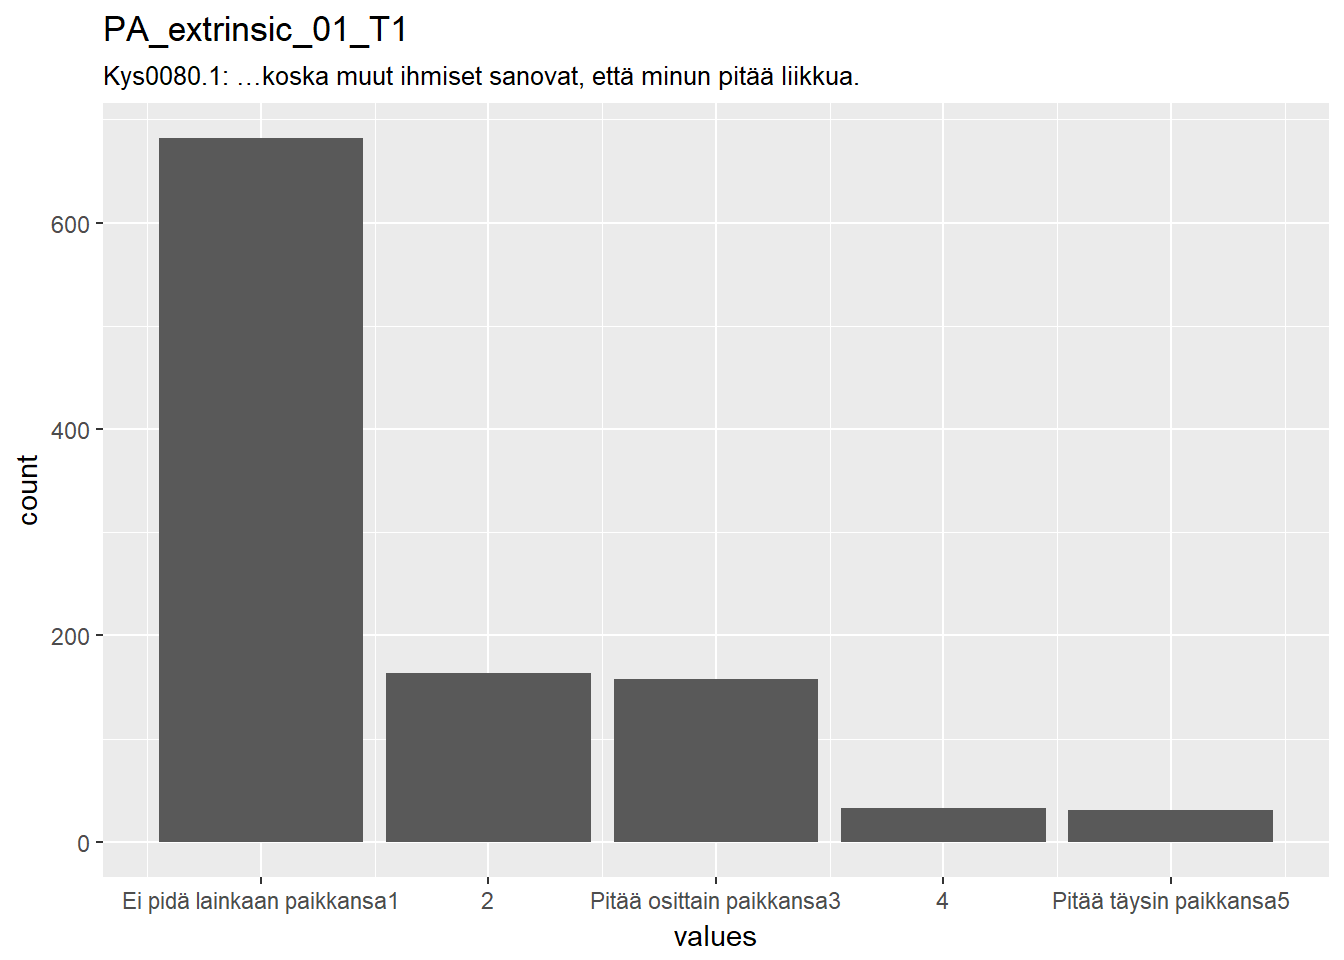 PA_extrinsic_01_T1
Kys0080.1: …koska muut ihmiset sanovat, että minun pitää liikkua.
count
600
400
200
0
Ei pidä lainkaan paikkansa1 2 Pitää osittain paikkansa3 4 Pitää täysin paikkansa5
values